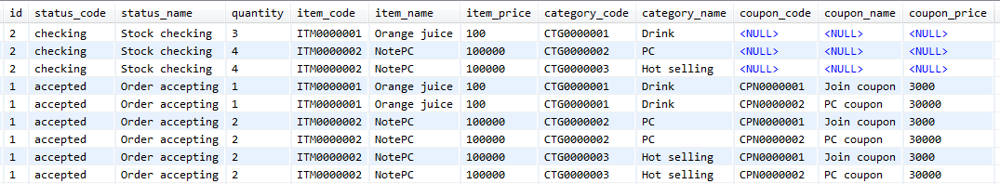 id status_code status_name quantity item_code item_name item_price category_code category_name coupon_code coupon_name coupon_price
2 checking Stock checking 3 ITM0000001 Orange juice 100 CTG0000001 Drink <NULL> <NULL> <NULL>
2 checking Stock checking 4 ITM0000002 NotePC 100000 CTG0000002 PC <NULL> <NULL> <NULL>
2 checking Stock checking 4 ITM0000002 NotePC 100000 CTG0000003 Hot selling <NULL> <NULL> <NULL>
1 accepted Order accepting 1 ITM0000001 Orange juice 100 CTG0000001 Drink CPN0000001 Join coupon 3000
1 accepted Order accepting 1 ITM0000001 Orange juice 100 CTG0000001 Drink CPN0000002 PC coupon 30000
1 accepted Order accepting 2 ITM0000002 NotePC 100000 CTG0000002 PC CPN0000001 Join coupon 3000
1 accepted Order accepting 2 ITM0000002 NotePC 100000 CTG0000002 PC CPN0000002 PC coupon 30000
1 accepted Order accepting 2 ITM0000002 NotePC 100000 CTG0000003 Hot selling CPN0000001 Join coupon 3000
1 accepted Order accepting 2 ITM0000002 NotePC 100000 CTG0000003 Hot selling CPN0000002 PC coupon 30000